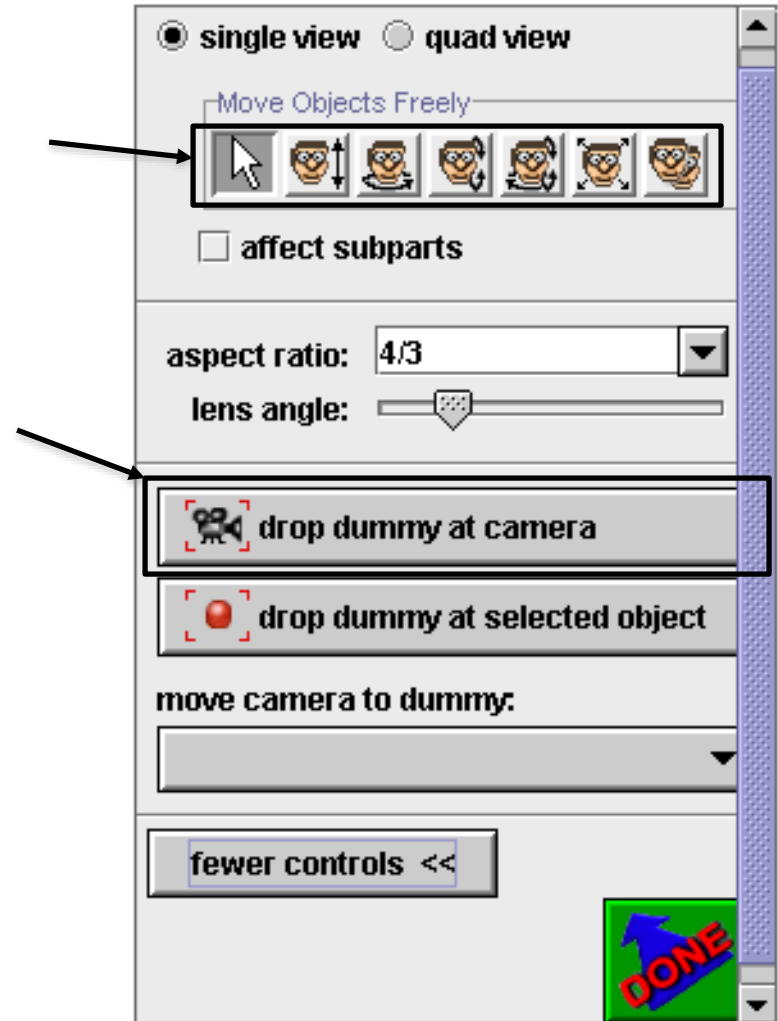 single view quad view
Move Objects Freely
affect subparts
aspect ratio: 4/3
lens angle:
drop dummy at camera
drop dummy at selected object
move camera to dummy:
fewer controls <<
DONE